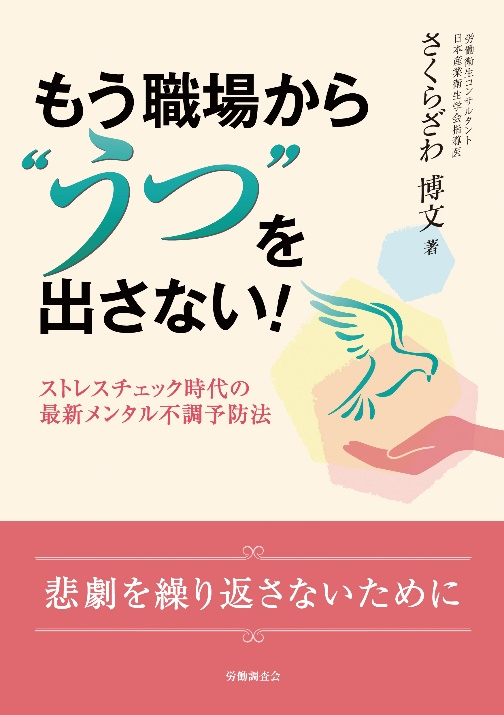 もう職場から
“うつ”を
出さない！
ストレスチェック時代の
最新メンタル不調予防法
労働衛生コンサルタント
日本産業衛生学会指導医
さくらざわ 博文 著
悲劇を繰り返さないために
労働調査会